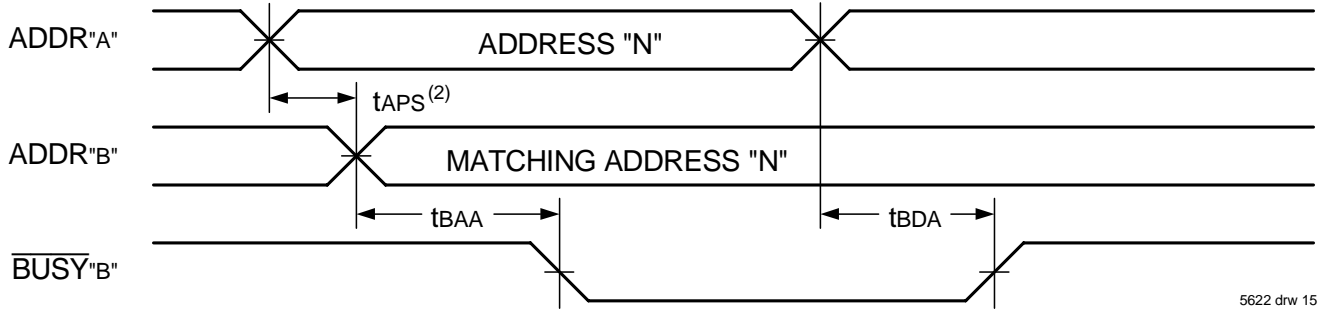 ADDR"A"
ADDRESS "N"
tAPS(2)
ADDR"B"
MATCHING ADDRESS "N"
tBAA
tBDA
BUSY"B"
5622 drw 15